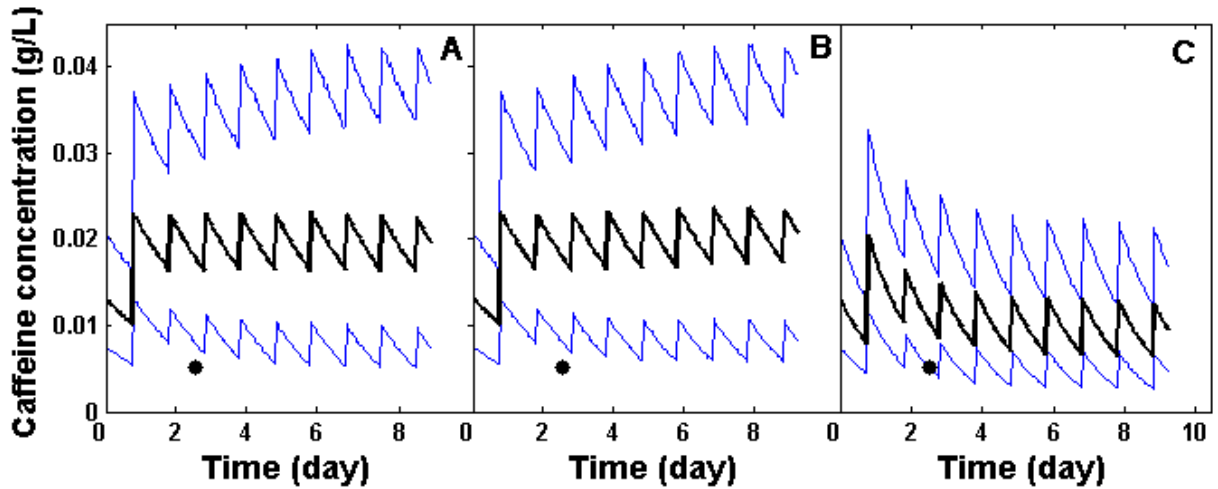 Caffeine concentration (g/L)
0.04
0.03
0.02
0.01
0
A
B
C
0 2 4 6 8 0 2 4 6 8 0 2 4 6 8 10
Time (day) Time (day) Time (day)